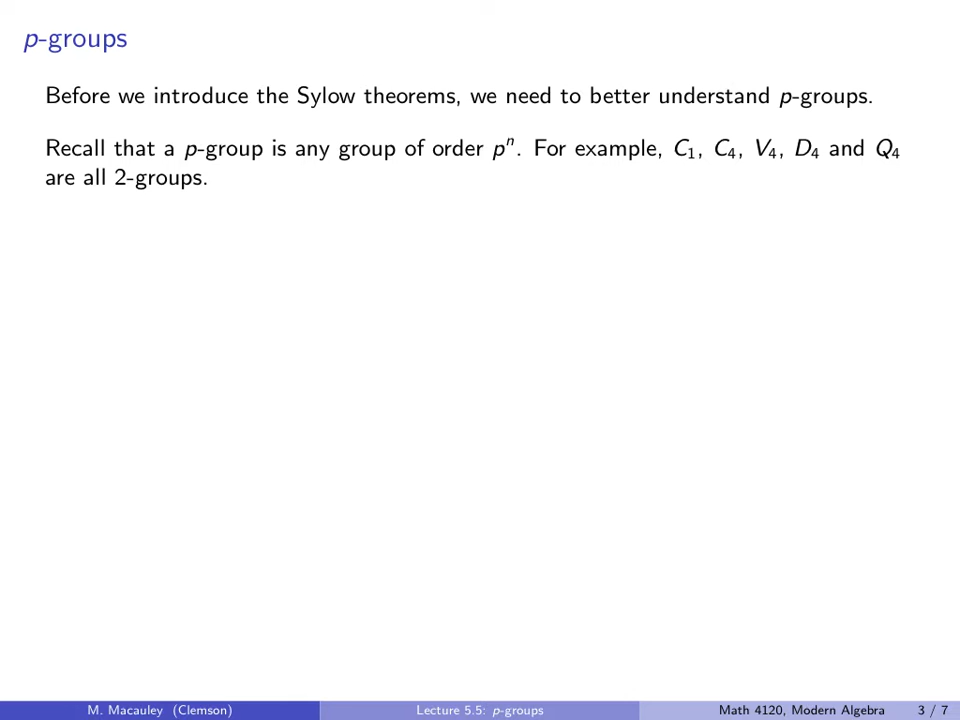 p-groups
Before we introduce the Sylow theorems, we need to better understand p-groups.
Recall that a p-group is any group of order pⁿ. For example, C₁, C₄, V₄, D₄ and Q₄
are all 2-groups.
M. Macauley (Clemson) Lecture 5.5: p-groups Math 4120, Modern Algebra 3 / 7